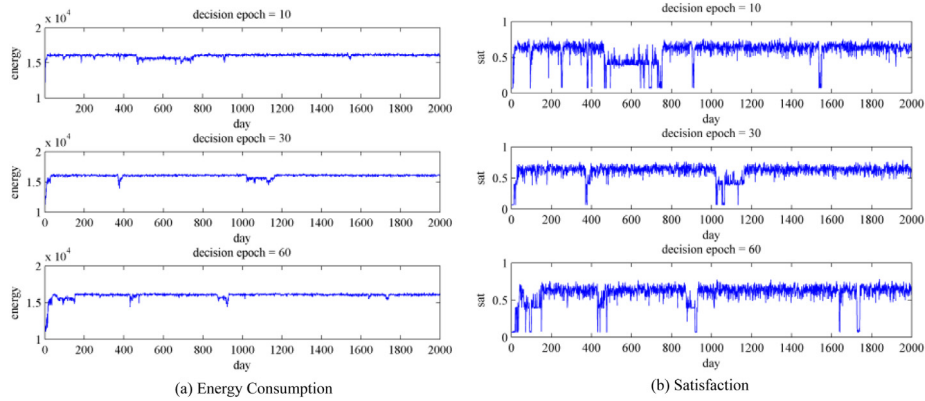 decision epoch = 10
x 10^4
energy
2
1.5
1
200 400 600 800 1000 1200 1400 1600 1800 2000
day
decision epoch = 30
x 10^4
energy
2
1.5
1
200 400 600 800 1000 1200 1400 1600 1800 2000
day
decision epoch = 60
x 10^4
energy
2
1.5
1
200 400 600 800 1000 1200 1400 1600 1800 2000
day
(a) Energy Consumption
decision epoch = 10
sat
1
0.5
0
0 200 400 600 800 1000 1200 1400 1600 1800 2000
day
decision epoch = 30
sat
1
0.5
0
0 200 400 600 800 1000 1200 1400 1600 1800 2000
day
decision epoch = 60
sat
1
0.5
0
0 200 400 600 800 1000 1200 1400 1600 1800 2000
day
(b) Satisfaction